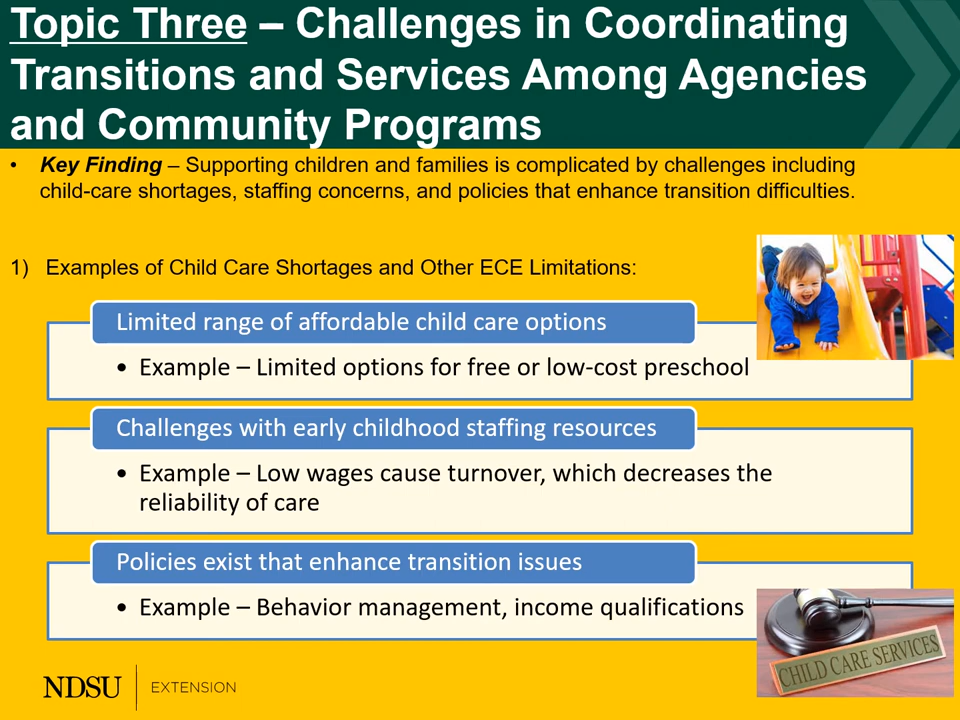 Topic Three – Challenges in Coordinating
Transitions and Services Among Agencies
and Community Programs
• Key Finding – Supporting children and families is complicated by challenges including
child-care shortages, staffing concerns, and policies that enhance transition difficulties.
1) Examples of Child Care Shortages and Other ECE Limitations:
Limited range of affordable child care options
• Example – Limited options for free or low-cost preschool
Challenges with early childhood staffing resources
• Example – Low wages cause turnover, which decreases the
reliability of care
Policies exist that enhance transition issues
• Example – Behavior management, income qualifications
CHILD CARE SERVICES
NDSU EXTENSION